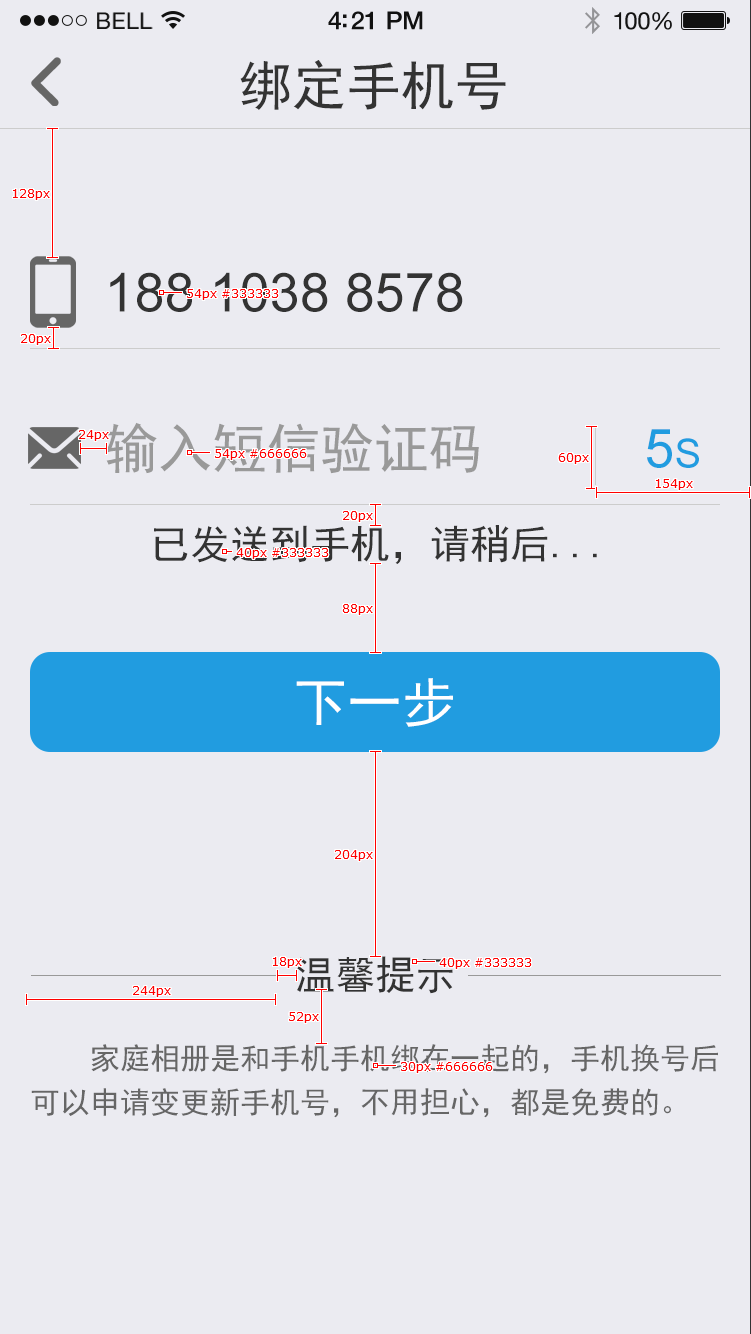 BELL 4:21 PM 100%
绑定手机号
128px
188 1038 8578
54px #333333
20px
24px
输入短信验证码
54px #666666
60px
5s
154px
20px
已发送到手机，请稍后...
40px #333333
88px
下一步
204px
18px
温馨提示
40px #333333
244px
52px
家庭相册是和手机手机绑在一起的，手机换号后
30px #666666
可以申请变更新手机号，不用担心，都是免费的。